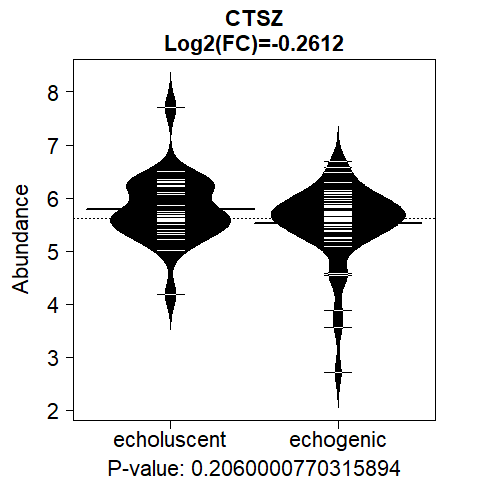 CTSZ
Log2(FC)=-0.2612
Abundance
8
7
6
5
4
3
2
echoluscent echogenic
P-value: 0.2060000770315894